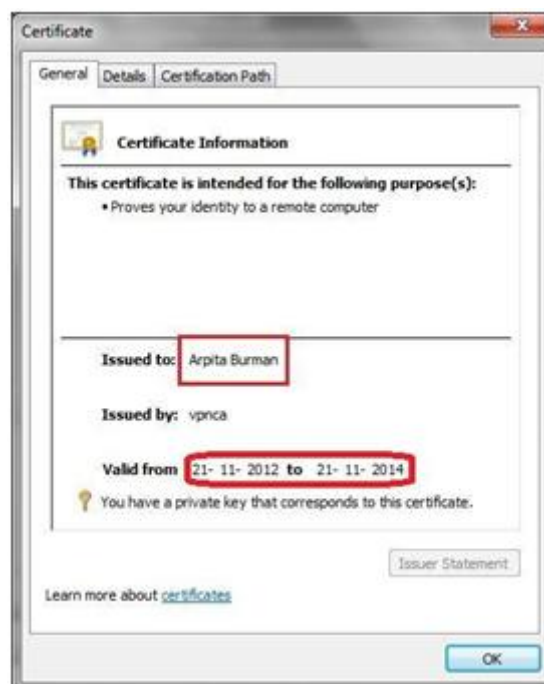 Certificate
General Details Certification Path
Certificate Information
This certificate is intended for the following purpose(s):
• Proves your identity to a remote computer
Issued to: Arpita Burman
Issued by: vpnca
Valid from 21- 11- 2012 to 21- 11- 2014
You have a private key that corresponds to this certificate.
Issuer Statement
Learn more about certificates
OK